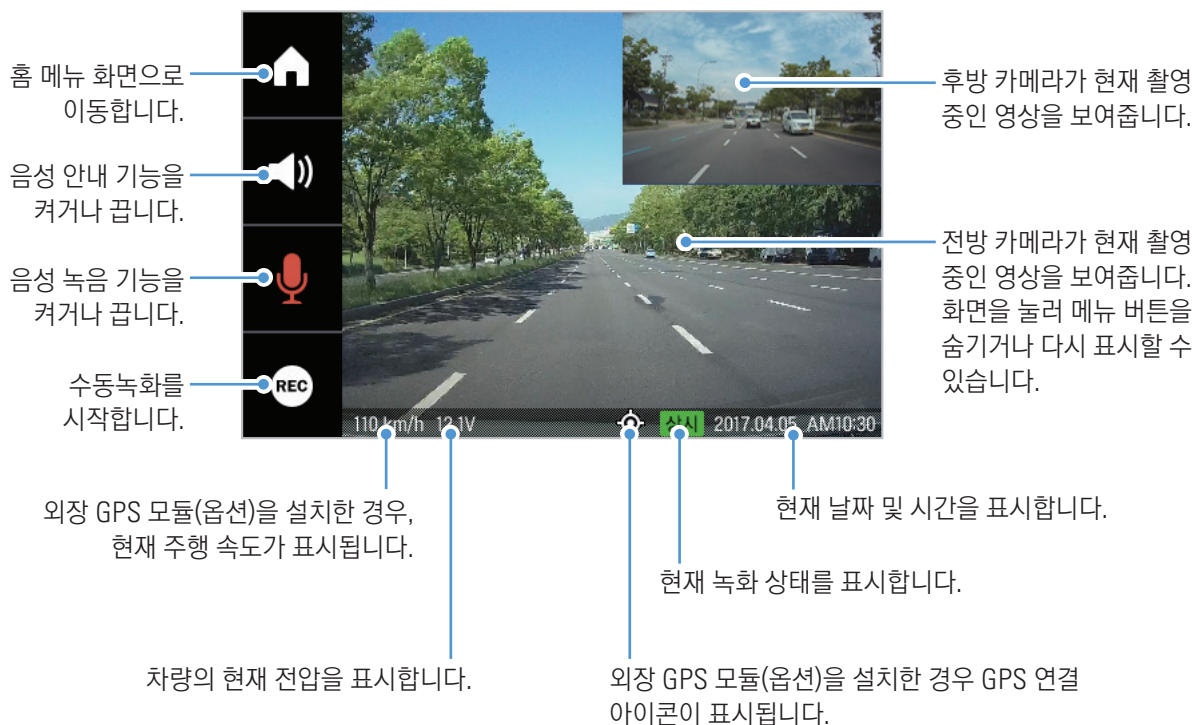 홈 메뉴 화면으로
이동합니다.
음성 안내 기능을
켜거나 끕니다.
음성 녹음 기능을
켜거나 끕니다.
수동녹화를
시작합니다.
REC
후방 카메라가 현재 촬영
중인 영상을 보여줍니다.
전방 카메라가 현재 촬영
중인 영상을 보여줍니다.
화면을 눌러 메뉴 버튼을
숨기거나 다시 표시할 수
있습니다.
110 km/h 12.1V 상시 2017.04.05 AM10:30
외장 GPS 모듈(옵션)을 설치한 경우,
현재 주행 속도가 표시됩니다.
현재 날짜 및 시간을 표시합니다.
현재 녹화 상태를 표시합니다.
차량의 현재 전압을 표시합니다.
외장 GPS 모듈(옵션)을 설치한 경우 GPS 연결
아이콘이 표시됩니다.